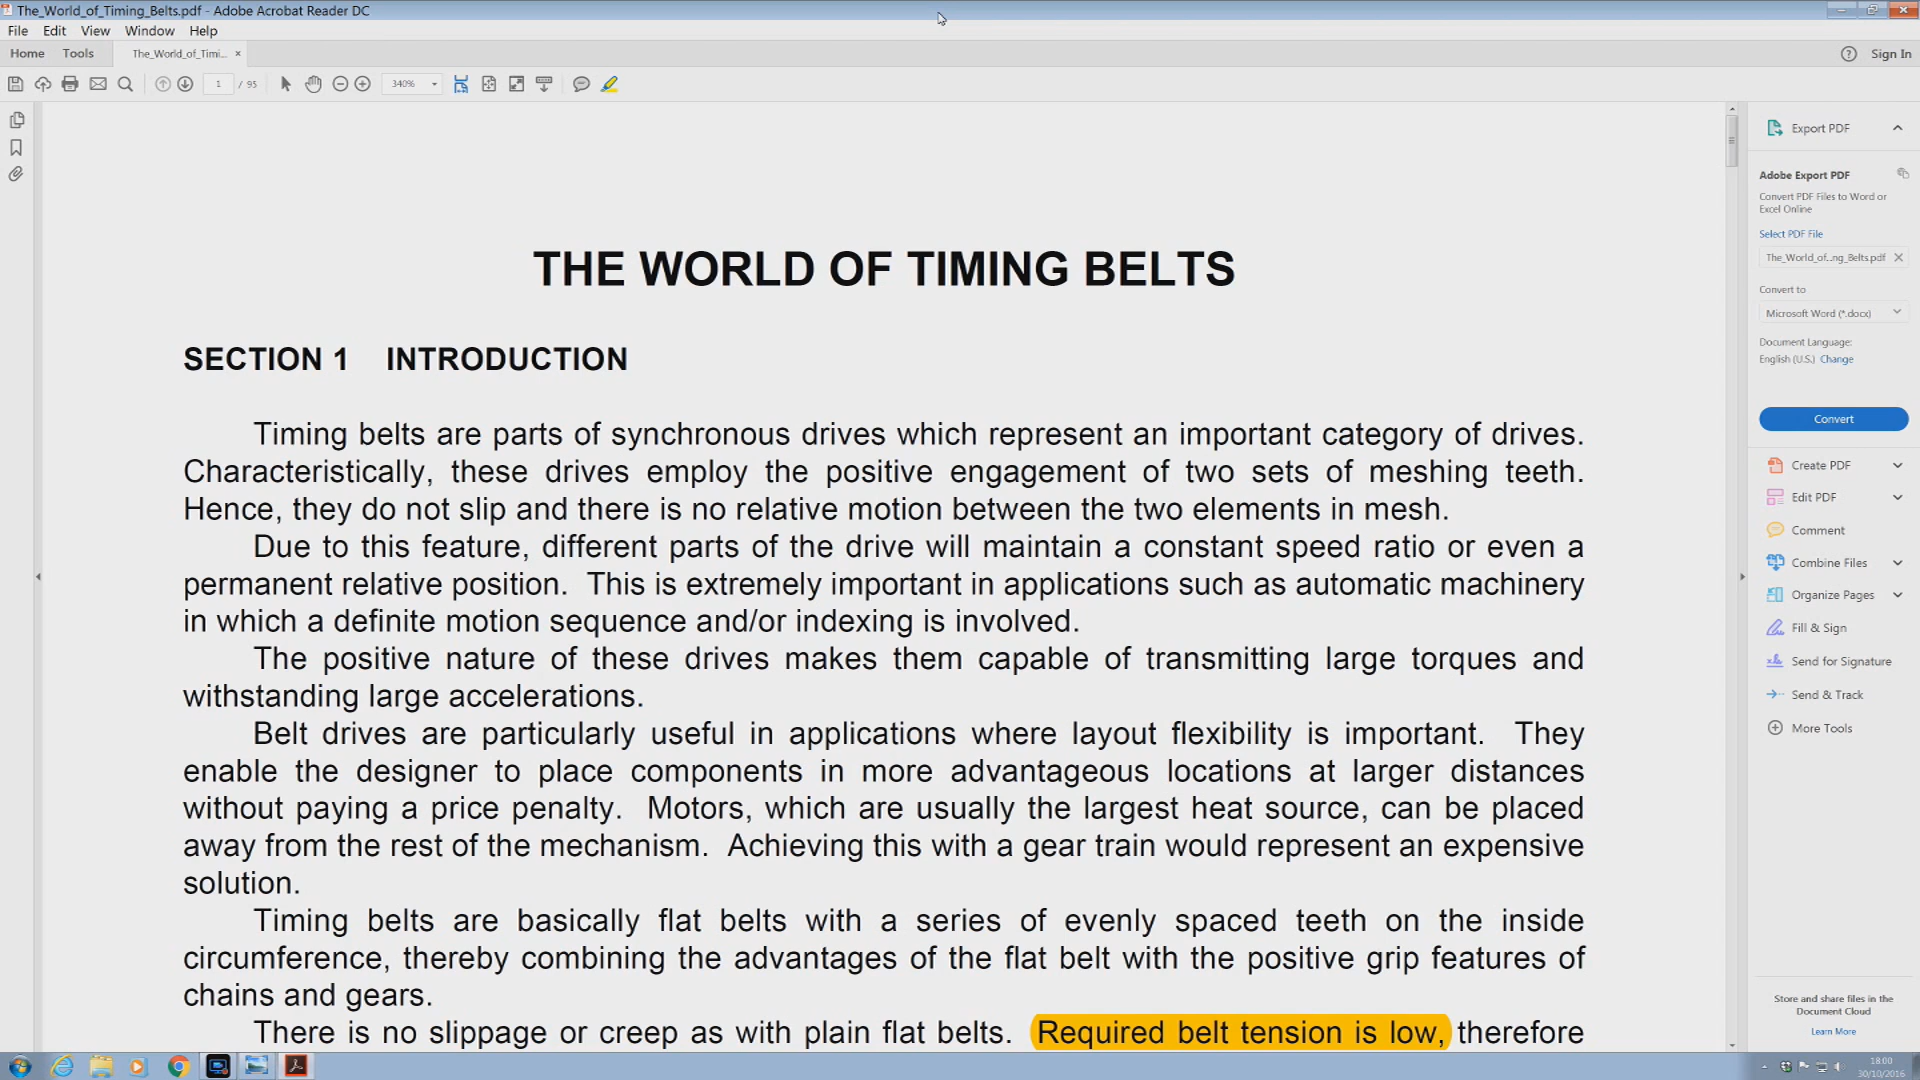 The_World_of_Timing_Belts.pdf - Adobe Acrobat Reader DC
File Edit View Window Help
Home Tools The_World_of_Timi... × Sign In
1 / 95 340%
Export PDF
Adobe Export PDF
Convert PDF Files to Word or
Excel Online
Select PDF File
The_World_of...ng_Belts.pdf ×
Convert to
Microsoft Word (*.docx)
Document Language:
English (U.S.) Change
Convert
Create PDF
Edit PDF
Comment
Combine Files
Organize Pages
Fill & Sign
Send for Signature
Send & Track
More Tools
Store and share files in the
Document Cloud
Learn More
THE WORLD OF TIMING BELTS
SECTION 1 INTRODUCTION
Timing belts are parts of synchronous drives which represent an important category of drives.
Characteristically, these drives employ the positive engagement of two sets of meshing teeth.
Hence, they do not slip and there is no relative motion between the two elements in mesh.
Due to this feature, different parts of the drive will maintain a constant speed ratio or even a
permanent relative position. This is extremely important in applications such as automatic machinery
in which a definite motion sequence and/or indexing is involved.
The positive nature of these drives makes them capable of transmitting large torques and
withstanding large accelerations.
Belt drives are particularly useful in applications where layout flexibility is important. They
enable the designer to place components in more advantageous locations at larger distances
without paying a price penalty. Motors, which are usually the largest heat source, can be placed
away from the rest of the mechanism. Achieving this with a gear train would represent an expensive
solution.
Timing belts are basically flat belts with a series of evenly spaced teeth on the inside
circumference, thereby combining the advantages of the flat belt with the positive grip features of
chains and gears.
There is no slippage or creep as with plain flat belts. Required belt tension is low, therefore
18:00
30/10/2016